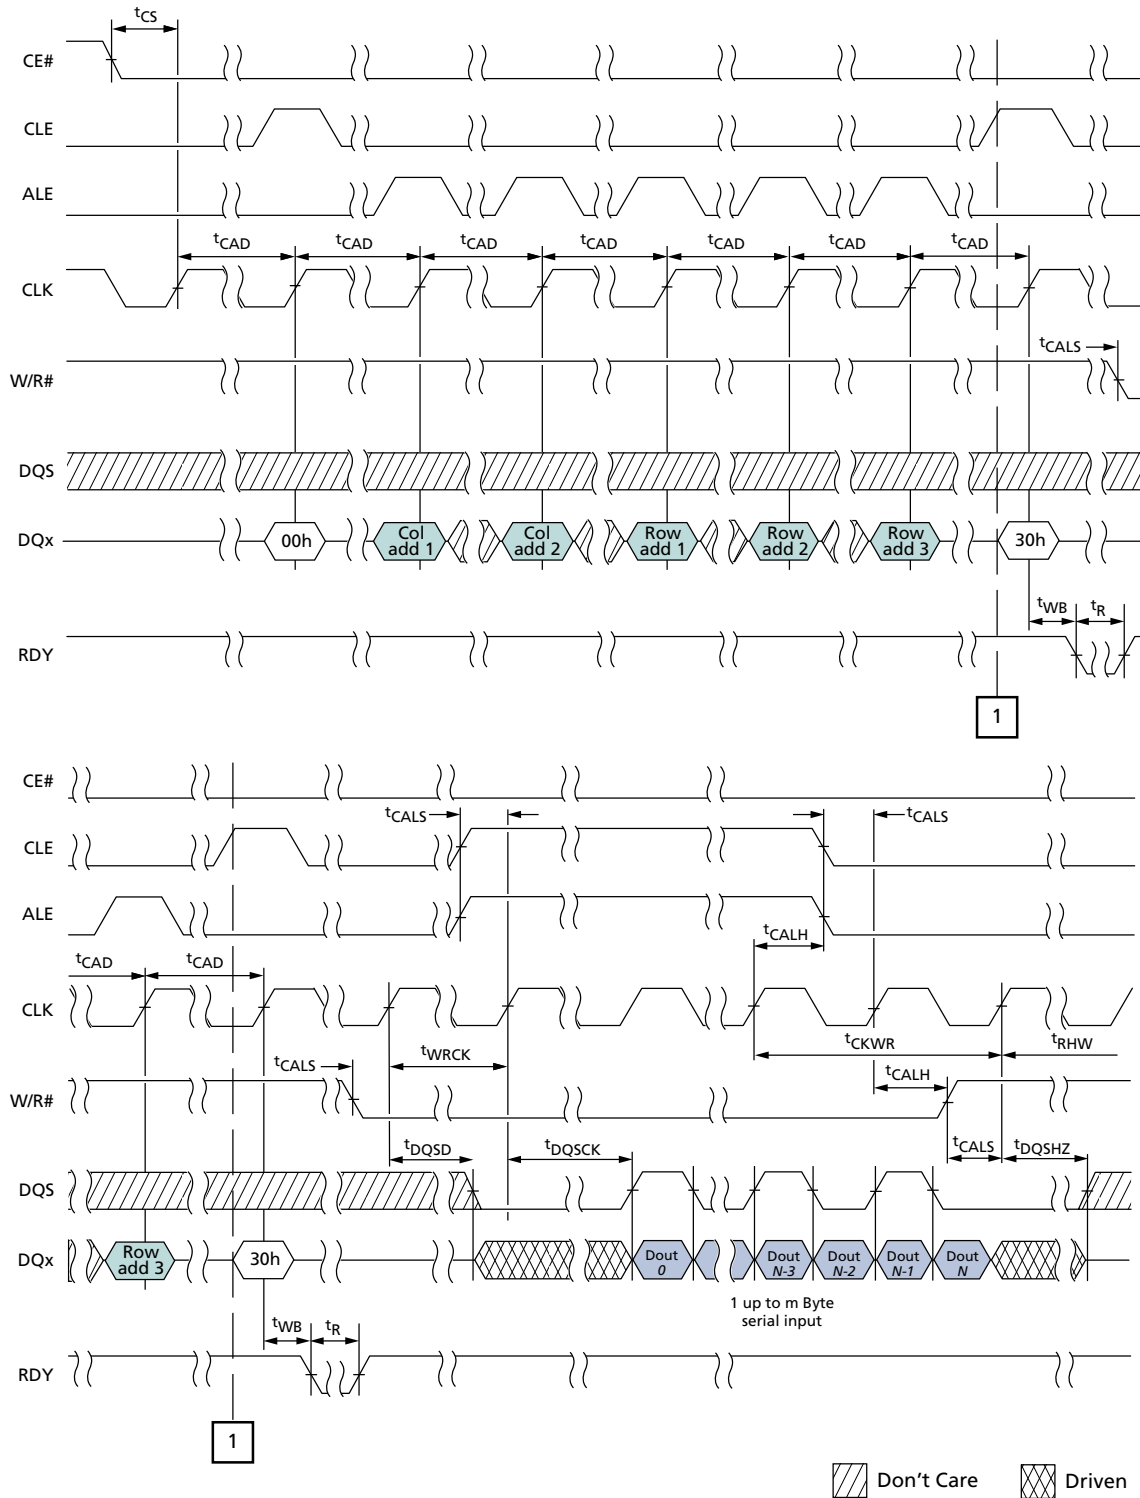 tCS
CE#
CLE
ALE
tCAD tCAD tCAD tCAD tCAD tCAD tCAD
CLK
tCALS
W/R#
DQS
DQx 00h Col add 1 Col add 2 Row add 1 Row add 2 Row add 3 30h
tWB tR
RDY
1
CE#
tCALS tCALS
CLE
ALE
tCALH
tCAD tCAD
CLK
tCKWR tRHW
tWRCK
tCALS
tCALH
W/R#
tDQSD tDQSCK tCALS tDQSHZ
DQS
DQx Row add 3 30h Dout 0 Dout N-3 Dout N-2 Dout N-1 Dout N
1 up to m Byte
serial input
tWB tR
RDY
1
Don't Care Driven